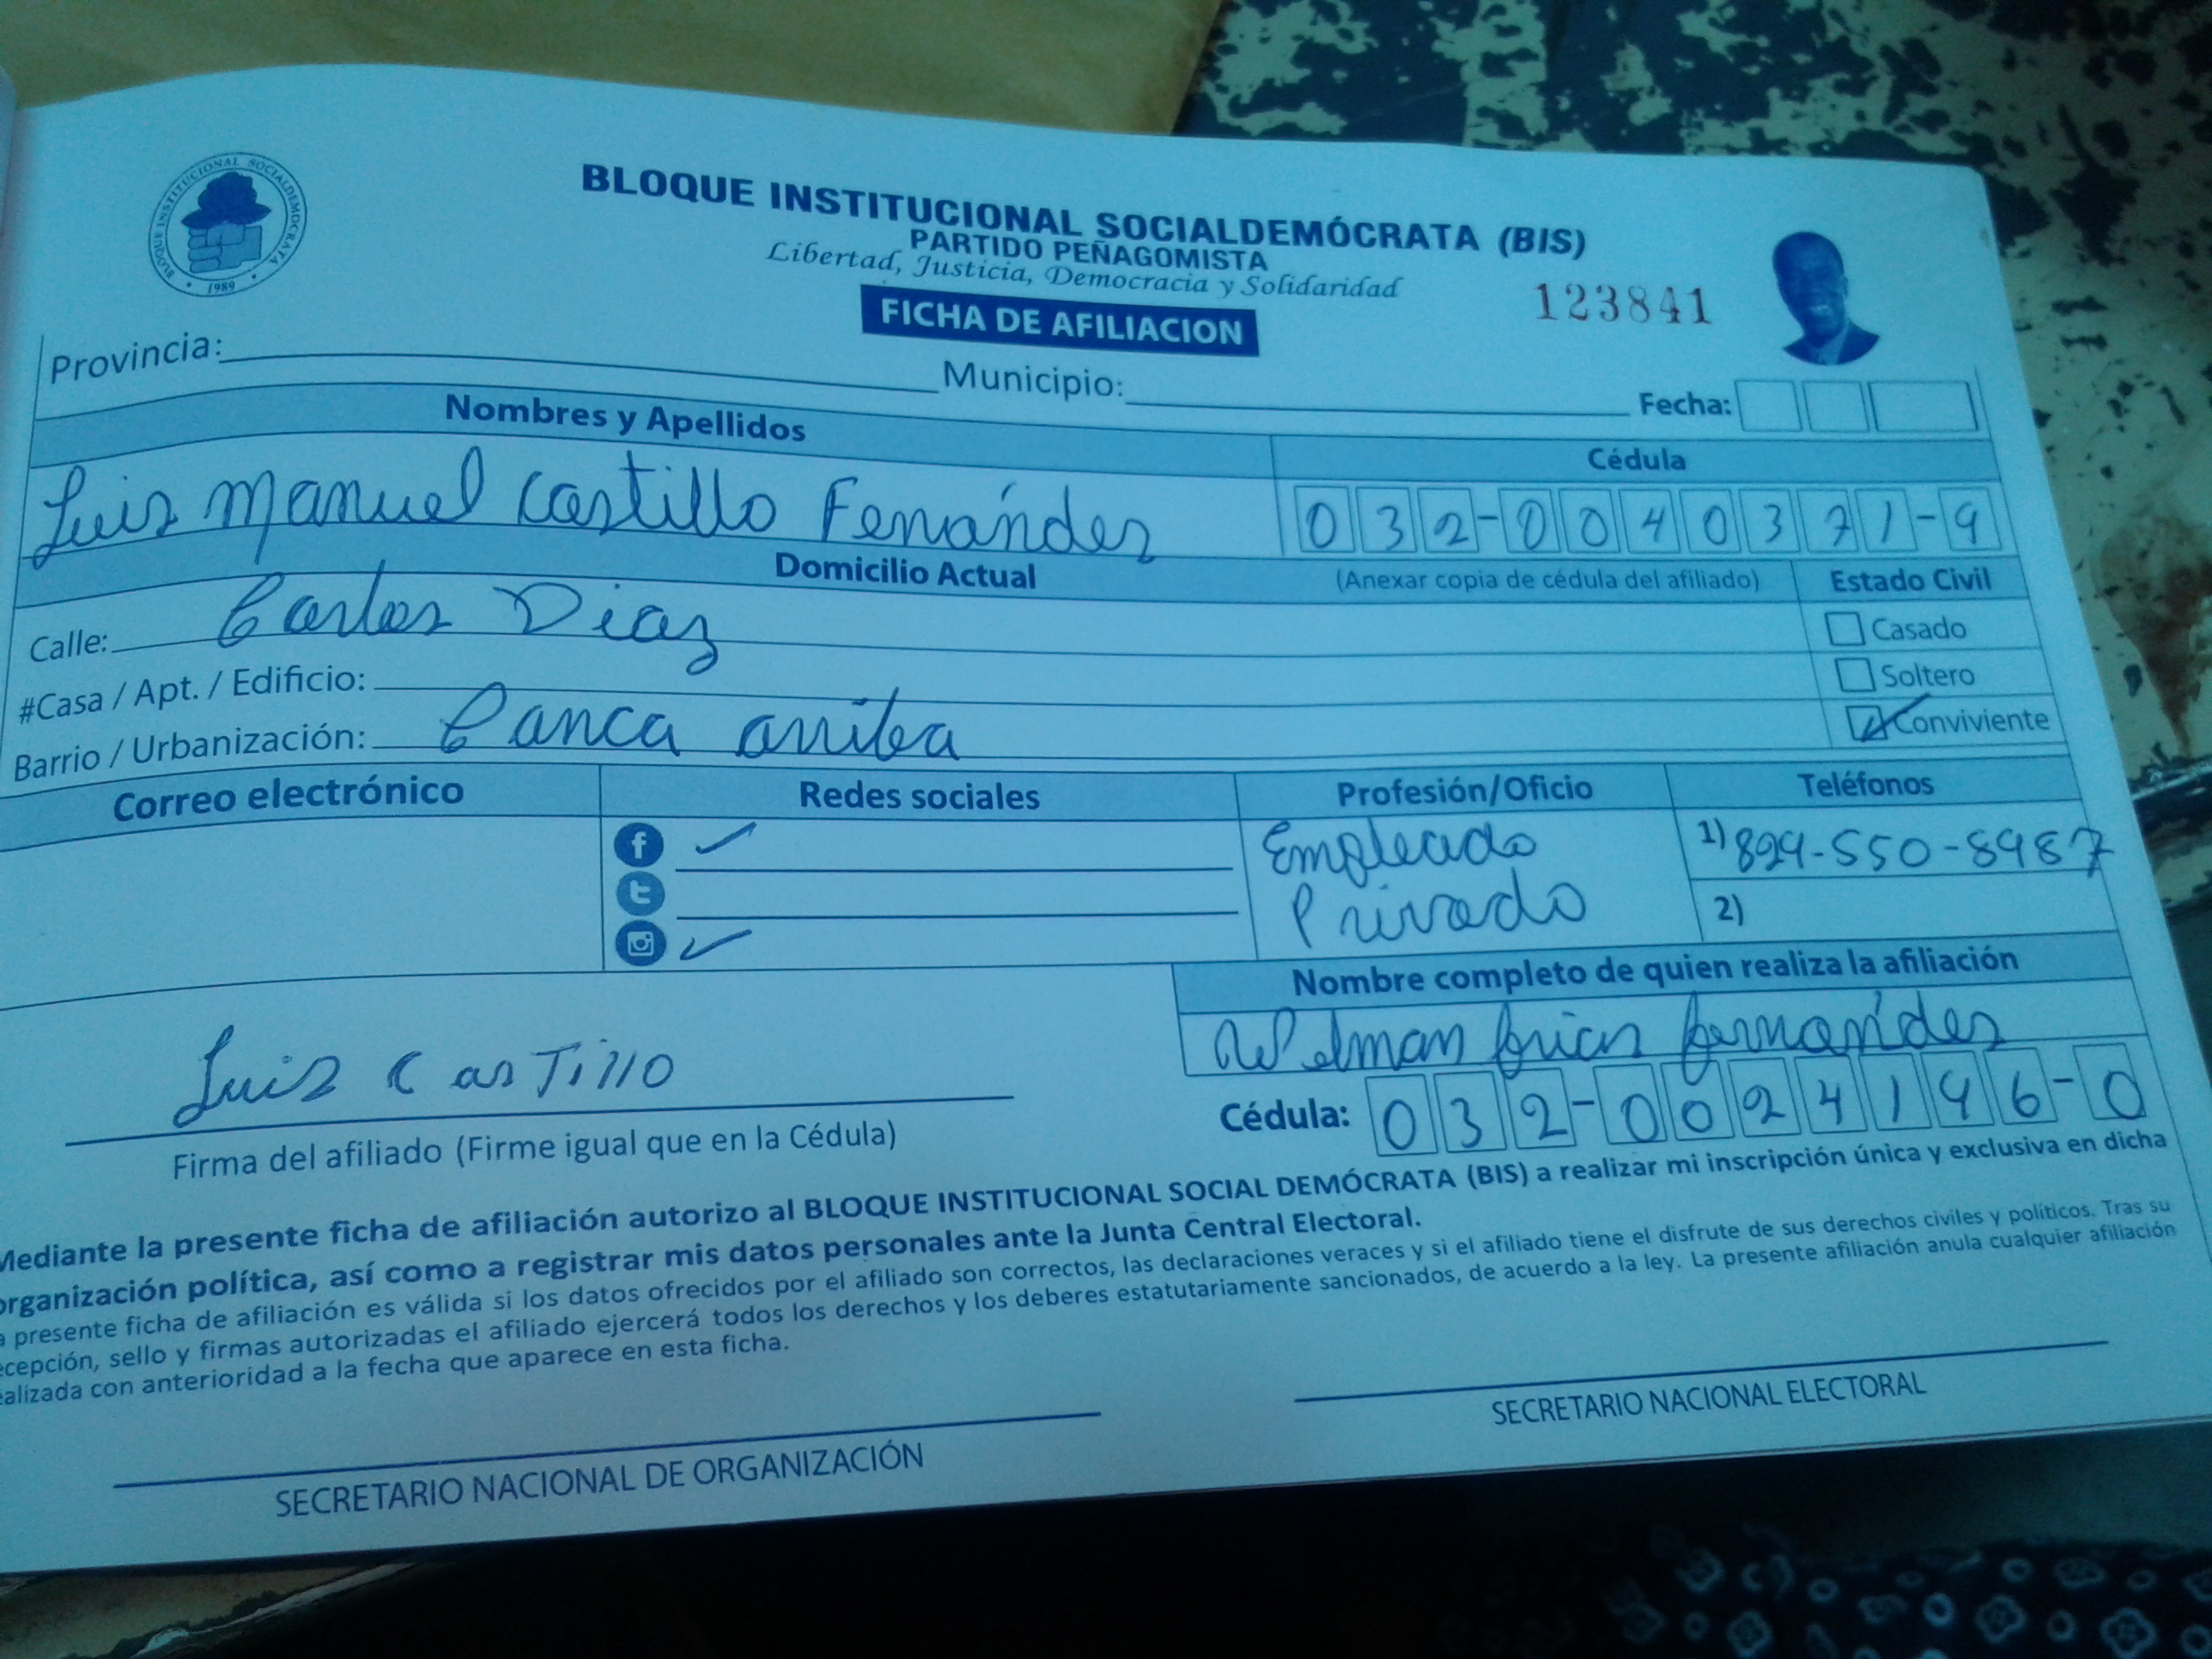 BLOQUE INSTITUCIONAL SOCIALDEMOCRATA
1989
BLOQUE INSTITUCIONAL SOCIALDEMÓCRATA (BIS)
PARTIDO PEÑAGOMISTA
Libertad, Justicia, Democracia y Solidaridad
FICHA DE AFILIACION
123841
Provincia:
Municipio:
Fecha:
Nombres y Apellidos
Cédula
Luis Manuel Castillo Fernández
032-0040371-9
Domicilio Actual
(Anexar copia de cédula del afiliado)
Estado Civil
Calle: Carlos Diaz
Casado
#Casa / Apt. / Edificio:
Soltero
Barrio / Urbanización: Canca arriba
Conviviente
Correo electrónico
Redes sociales
Profesión/Oficio
Teléfonos
Empleado
Privado
1) 829-550-8987
2)
Nombre completo de quien realiza la afiliación
fernández
Cédula: 032-0024196-0
Luis Castillo
Firma del afiliado (Firme igual que en la Cédula)
Mediante la presente ficha de afiliación autorizo al BLOQUE INSTITUCIONAL SOCIAL DEMÓCRATA (BIS) a realizar mi inscripción única y exclusiva en dicha
organización política, así como a registrar mis datos personales ante la Junta Central Electoral.
presente ficha de afiliación es válida si los datos ofrecidos por el afiliado son correctos, las declaraciones veraces y si el afiliado tiene el disfrute de sus derechos civiles y políticos. Tras su
recepción, sello y firmas autorizadas el afiliado ejercerá todos los derechos y los deberes estatutariamente sancionados, de acuerdo a la ley. La presente afiliación anula cualquier afiliación
realizada con anterioridad a la fecha que aparece en esta ficha.
SECRETARIO NACIONAL DE ORGANIZACIÓN
SECRETARIO NACIONAL ELECTORAL